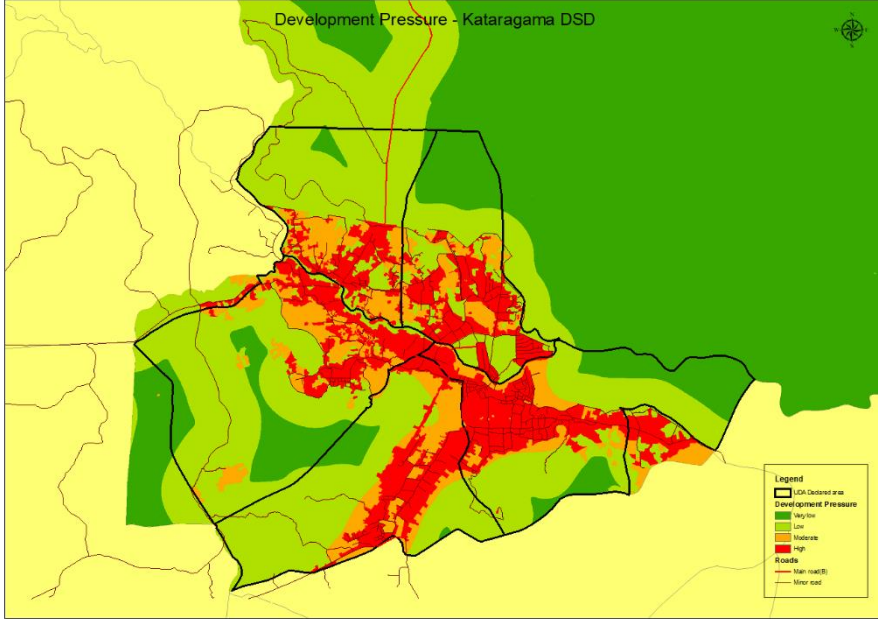 Development Pressure - Kataragama DSD
Legend
UDA Declared area
Development Pressure
Very low
Low
Moderate
High
Roads
Main road(B)
Minor road